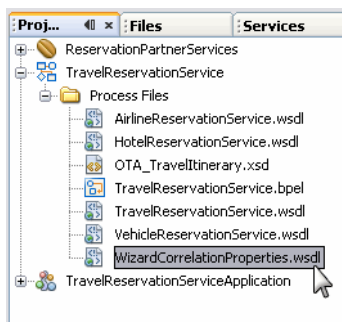 Proj... Files Services
ReservationPartnerServices
TravelReservationService
Process Files
AirlineReservationService.wsdl
HotelReservationService.wsdl
OTA_TravelItinerary.xsd
TravelReservationService.bpel
TravelReservationService.wsdl
VehicleReservationService.wsdl
WizardCorrelationProperties.wsdl
TravelReservationServiceApplication